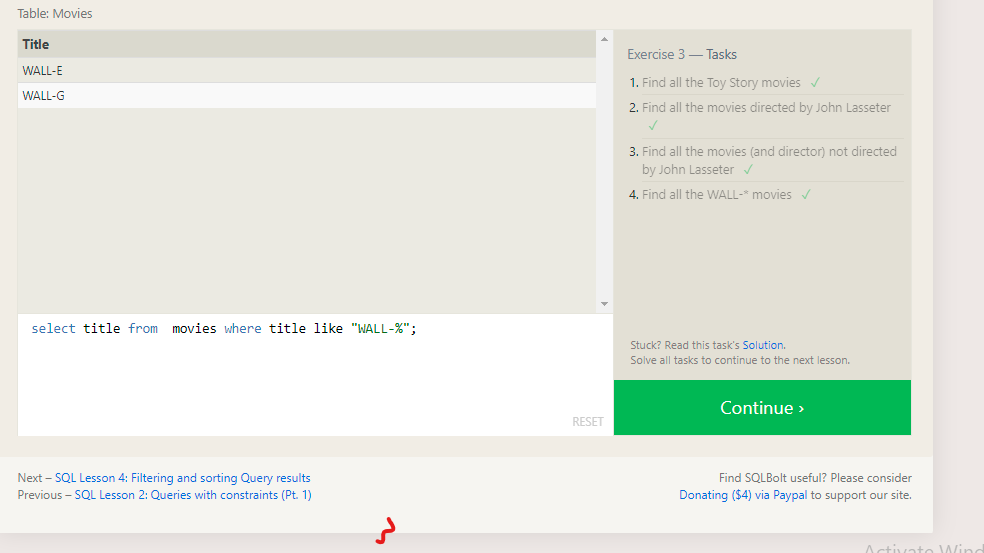 Table: Movies
Title
WALL-E
WALL-G
select title from  movies where title like "WALL-%";
RESET
Exercise 3 — Tasks
1. Find all the Toy Story movies ✓
2. Find all the movies directed by John Lasseter
✓
3. Find all the movies (and director) not directed
by John Lasseter ✓
4. Find all the WALL-* movies ✓
Stuck? Read this task's Solution.
Solve all tasks to continue to the next lesson.
Continue ›
Next – SQL Lesson 4: Filtering and sorting Query results
Previous – SQL Lesson 2: Queries with constraints (Pt. 1)
Find SQLBolt useful? Please consider
Donating ($4) via Paypal to support our site.
Activate Wind